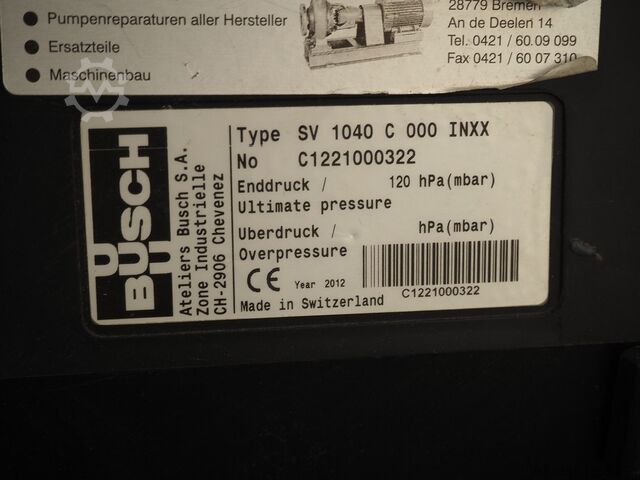 Pumpenreparaturen aller Hersteller
Ersatzteile
Maschinenbau
28779 Bremen
An de Deelen 14
Tel. 0421 / 60 09 099
Fax 0421 / 60 07 310
BUSCH
Ateliers Busch S.A.
Zone Industrielle
CH-2906 Chevenez
Type SV 1040 C 000 INXX
No C1221000322
Enddruck / 120 hPa(mbar)
Ultimate pressure
Uberdruck / hPa(mbar)
Overpressure
CE Year 2012
Made in Switzerland
C1221000322